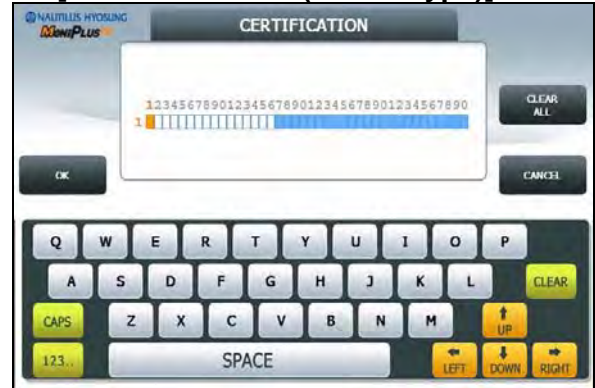 NAUTILUS HYOSUNG
MONiPLUS
CERTIFICATION
1234567890123456789012345678901234567890
1
CLEAR
ALL
OK
CANCEL
Q W E R T Y U I O P
A S D F G H J K L CLEAR
CAPS Z X C V B N M UP
123.. SPACE LEFT DOWN RIGHT